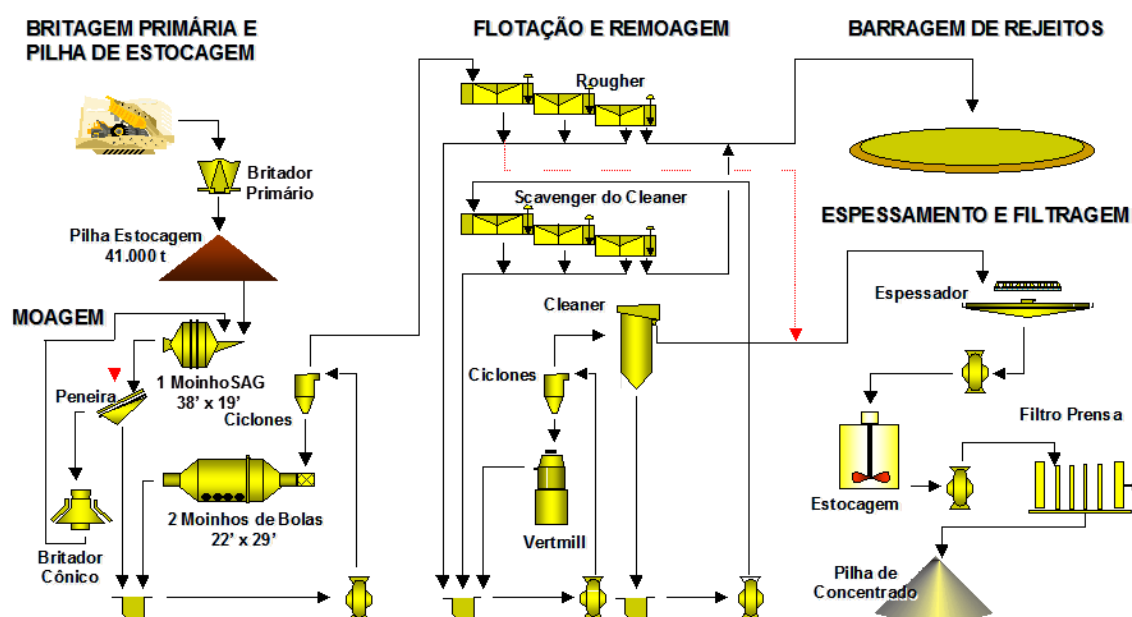 BRITAGEM PRIMÁRIA E
PILHA DE ESTOCAGEM
Britador
Primário
Pilha Estocagem
41.000 t
MOAGEM
1 Moinho SAG
38' x 19'
Peneira
Ciclones
2 Moinhos de Bolas
22' x 29'
Britador
Cônico
FLOTAÇÃO E REMOAGEM
Rougher
Scavenger do Cleaner
Cleaner
Ciclones
Vertmill
BARRAGEM DE REJEITOS
ESPESSAMENTO E FILTRAGEM
Espessador
Filtro Prensa
Estocagem
Pilha de
Concentrado